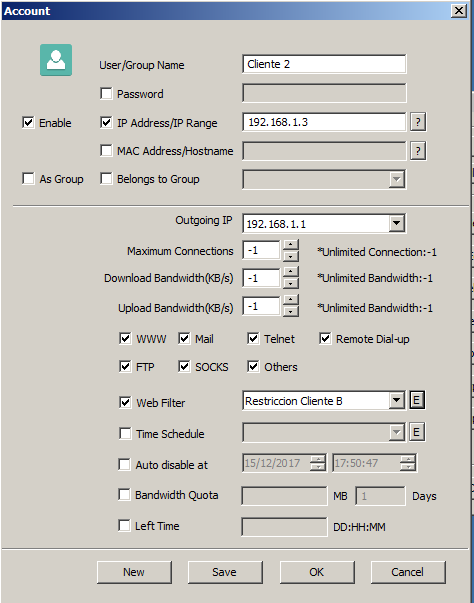 Account
User/Group Name Cliente 2
Password
Enable IP Address/IP Range 192.168.1.3 ?
MAC Address/Hostname ?
As Group Belongs to Group
Outgoing IP 192.168.1.1
Maximum Connections -1 *Unlimited Connection:-1
Download Bandwidth(KB/s) -1 *Unlimited Bandwidth:-1
Upload Bandwidth(KB/s) -1 *Unlimited Bandwidth:-1
WWW Mail Telnet Remote Dial-up
FTP SOCKS Others
Web Filter Restriccion Cliente B E
Time Schedule E
Auto disable at 15/12/2017 17:50:47
Bandwidth Quota MB 1 Days
Left Time DD:HH:MM
New Save OK Cancel